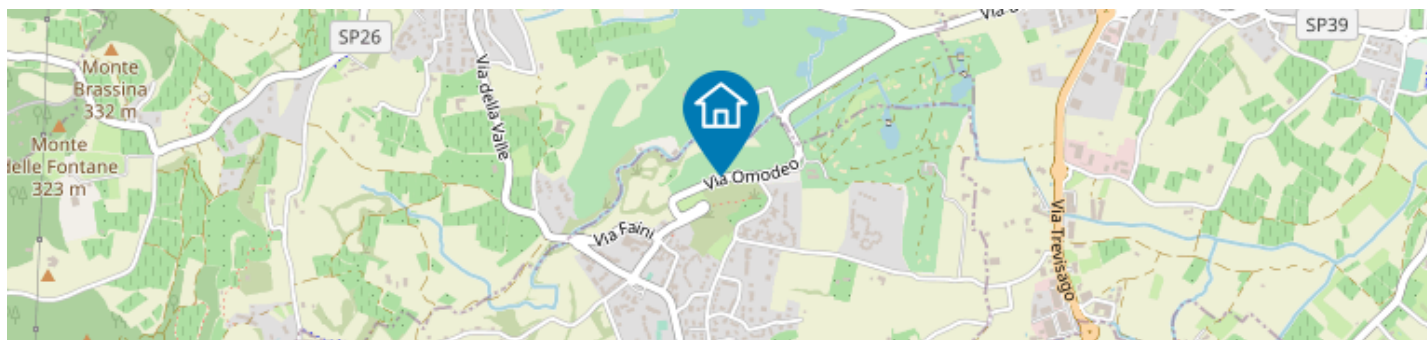 SP26
SP39
Monte
Brassina
332 m
Monte
delle Fontane
323 m
Via della Valle
Via Omodeo
Via Faini
Via Trevisago